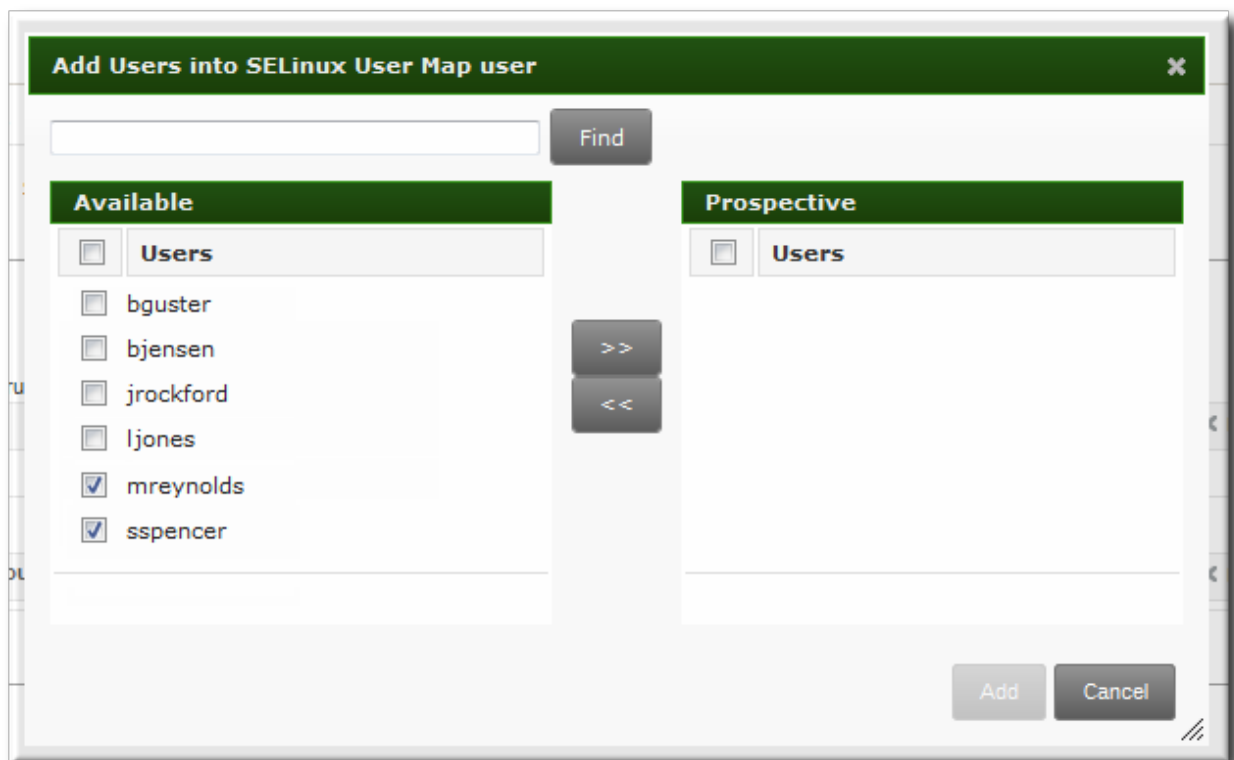 Add Users into SELinux User Map user
Find
Available
Prospective
Users
Users
bguster
bjensen
jrockford
ljones
mreynolds
sspencer
>>
<<
Add
Cancel